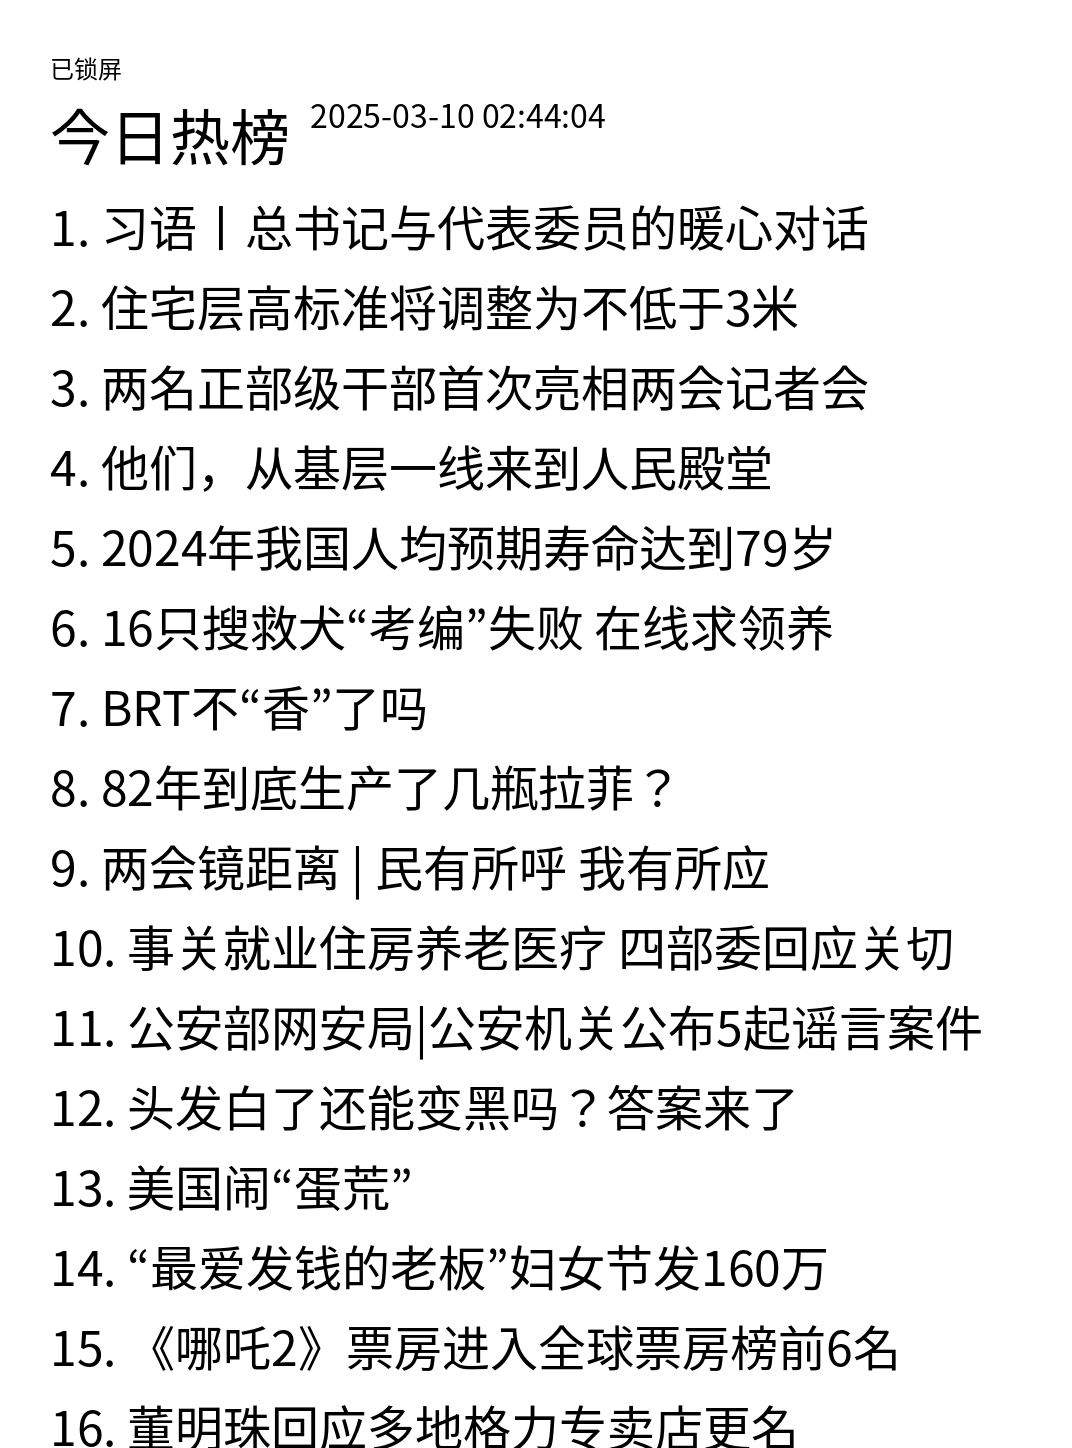 已锁屏
今日热榜 2025-03-10 02:44:04
1. 习语丨总书记与代表委员的暖心对话
2. 住宅层高标准将调整为不低于3米
3. 两名正部级干部首次亮相两会记者会
4. 他们，从基层一线来到人民殿堂
5. 2024年我国人均预期寿命达到79岁
6. 16只搜救犬“考编”失败 在线求领养
7. BRT不“香”了吗
8. 82年到底生产了几瓶拉菲？
9. 两会镜距离 | 民有所呼 我有所应
10. 事关就业住房养老医疗 四部委回应关切
11. 公安部网安局|公安机关公布5起谣言案件
12. 头发白了还能变黑吗？答案来了
13. 美国闹“蛋荒”
14. “最爱发钱的老板”妇女节发160万
15. 《哪吒2》票房进入全球票房榜前6名
16. 董明珠回应多地格力专卖店更名